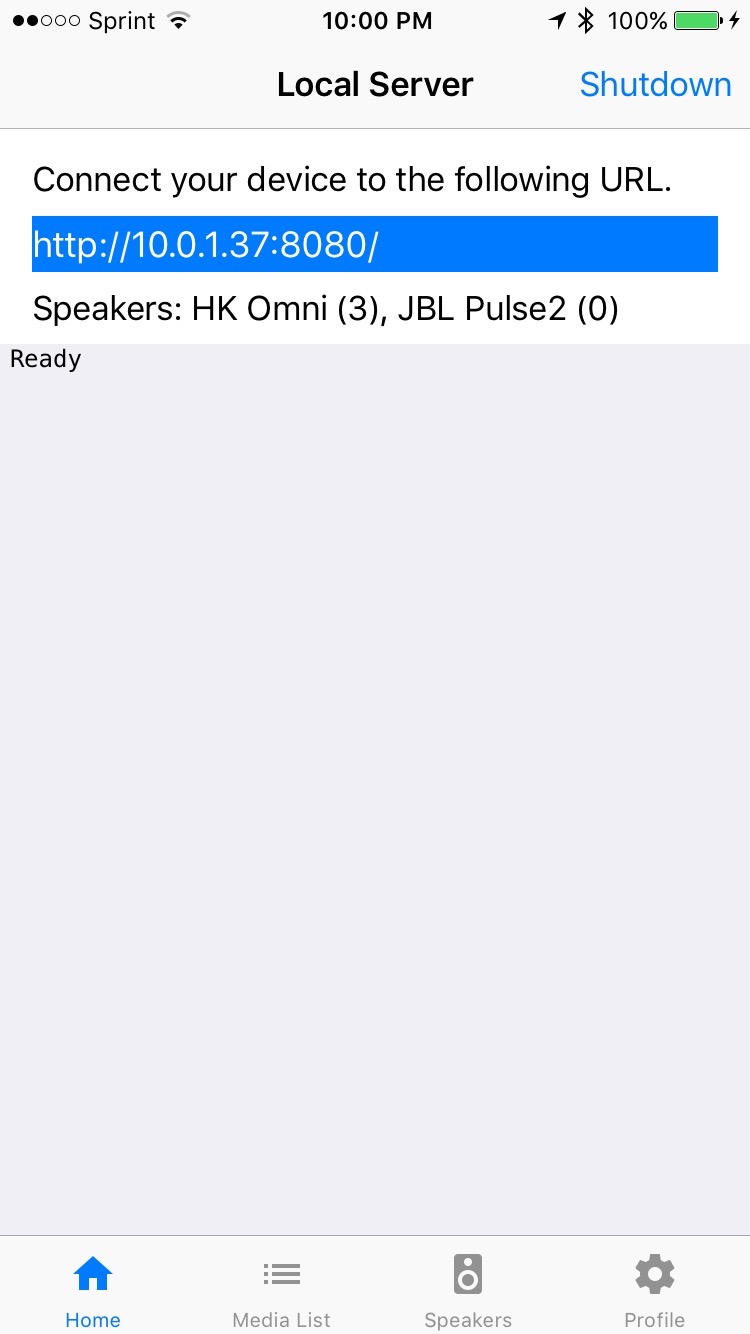 Sprint 10:00 PM 100%
Local Server Shutdown
Connect your device to the following URL.
http://10.0.1.37:8080/
Speakers: HK Omni (3), JBL Pulse2 (0)
Ready
Home Media List Speakers Profile